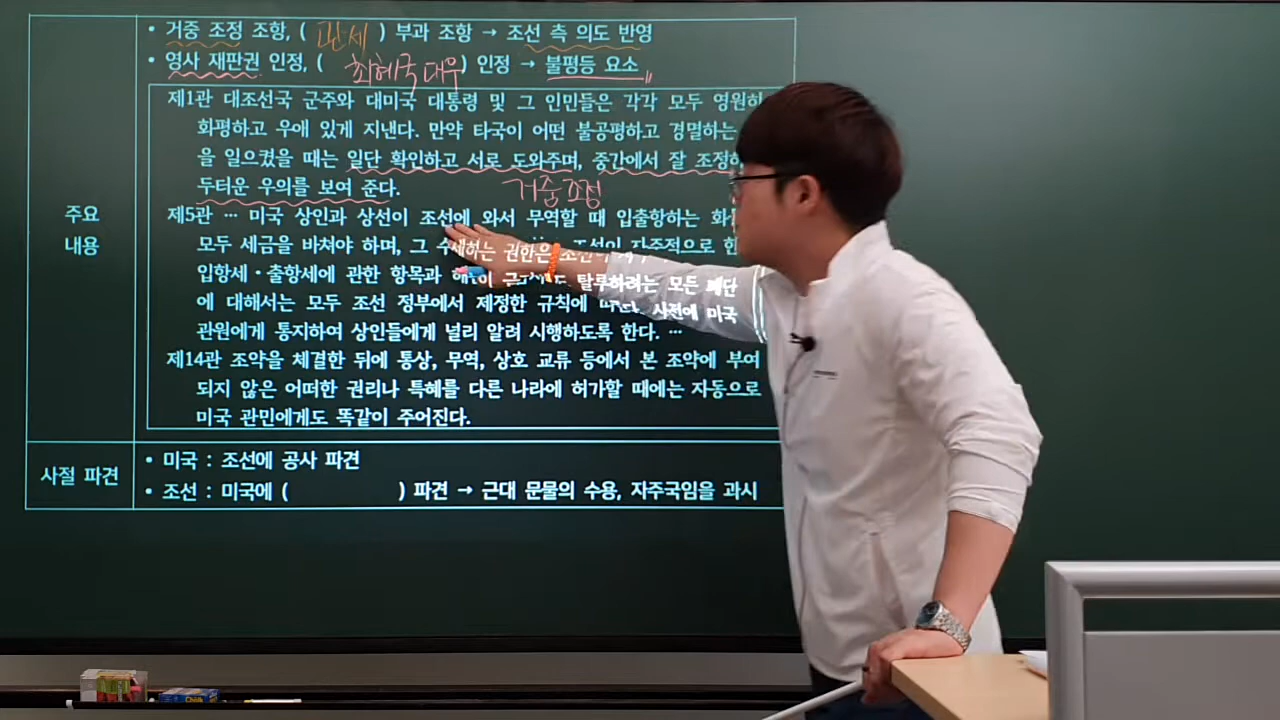 • 거중 조정 조항, ( 관세 ) 부과 조항 → 조선 측 의도 반영
• 영사 재판권 인정, ( 최혜국 대우 ) 인정 → 불평등 요소
제1관 대조선국 군주와 대미국 대통령 및 그 인민들은 각각 모두 영원히
화평하고 우애 있게 지낸다. 만약 타국이 어떤 불공평하고 경멸하는
을 일으켰을 때는 일단 확인하고 서로 도와주며, 중간에서 잘 조정하
두터운 우의를 보여 준다.
거중조정
제5관 … 미국 상인과 상선이 조선에 와서 무역할 때 입출항하는
모두 세금을 바쳐야 하며, 그 수세하는 권한은 조선이 자주적으로
입항세·출항세에 관한 항목과 탈루하려는 모든 폐단
에 대해서는 모두 조선 정부에서 제정한 규칙에 사전에 미국
관원에게 통지하여 상인들에게 널리 알려 시행하도록 한다. …
제14관 조약을 체결한 뒤에 통상, 무역, 상호 교류 등에서 본 조약에 부여
되지 않은 어떠한 권리나 특혜를 다른 나라에 허가할 때에는 자동으로
미국 관민에게도 똑같이 주어진다.
주요
내용
사절 파견
• 미국 : 조선에 공사 파견
• 조선 : 미국에 ( ) 파견 → 근대 문물의 수용, 자주국임을 과시